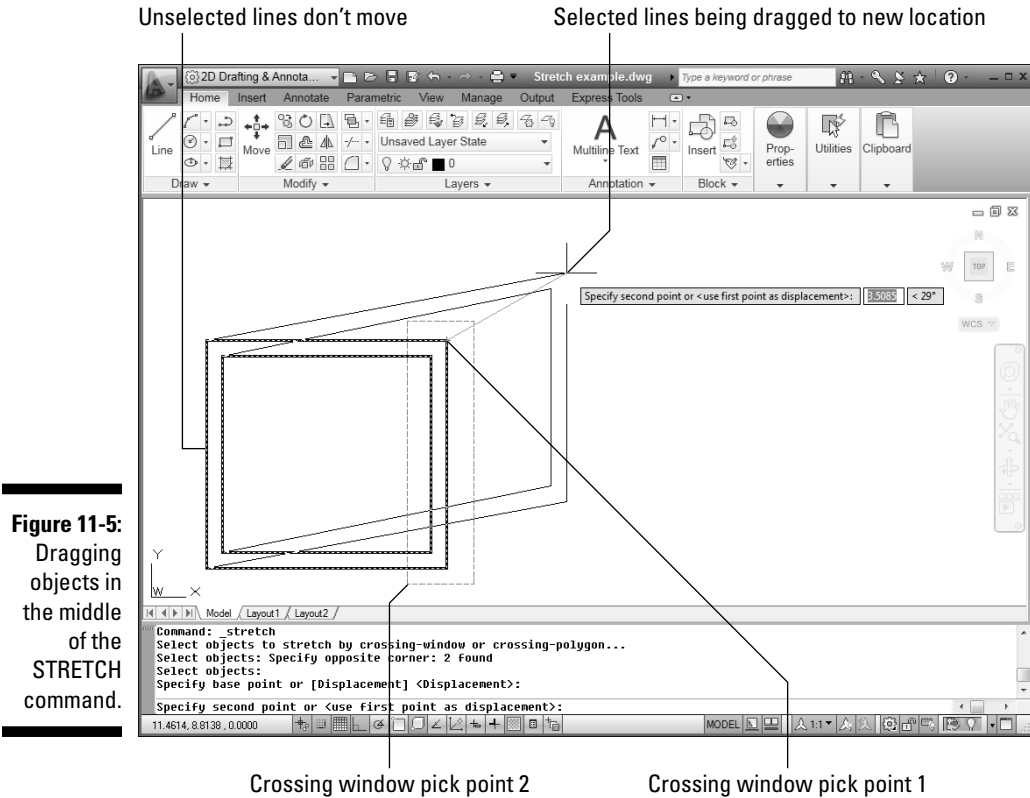 Unselected lines don't move
Selected lines being dragged to new location
2D Drafting & Annota...
Stretch example.dwg
Type a keyword or phrase
Home Insert Annotate Parametric View Manage Output Express Tools
Line
Move
Unsaved Layer State
0
A
Multiline Text
Insert
Prop-
erties
Utilities
Clipboard
Draw
Modify
Layers
Annotation
Block
N
W
TOP
E
S
WCS
Specify second point or <use first point as displacement>:
3.5085
< 29°
Figure 11-5:
Dragging
objects in
the middle
of the
STRETCH
command.
Y
W
X
Model
Layout1
Layout2
Command: _stretch
Select objects to stretch by crossing-window or crossing-polygon...
Select objects: Specify opposite corner: 2 found
Select objects:
Specify base point or [Displacement] <Displacement>:
Specify second point or <use first point as displacement>:
11.4614, 8.8138 , 0.0000
MODEL
1:1
Crossing window pick point 2
Crossing window pick point 1